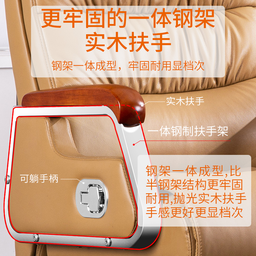 更牢固的一体钢架
实木扶手
钢架一体成型，牢固耐用显档次
实木扶手
一体钢制扶手架
可躺手柄
钢架一体成型,比
半钢架结构更牢固
耐用,抛光实木扶手
手感更好更显档次